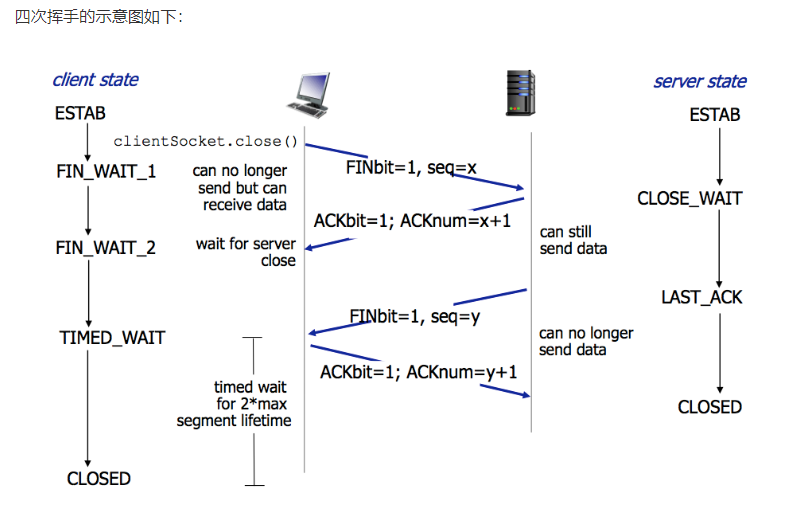 四次挥手的示意图如下：
client state
server state
ESTAB
ESTAB
clientSocket.close()
FIN_WAIT_1
can no longer
send but can
receive data
FINbit=1, seq=x
CLOSE_WAIT
ACKbit=1; ACKnum=x+1
can still
send data
FIN_WAIT_2
wait for server
close
LAST_ACK
FINbit=1, seq=y
can no longer
send data
TIMED_WAIT
ACKbit=1; ACKnum=y+1
timed wait
for 2*max
segment lifetime
CLOSED
CLOSED